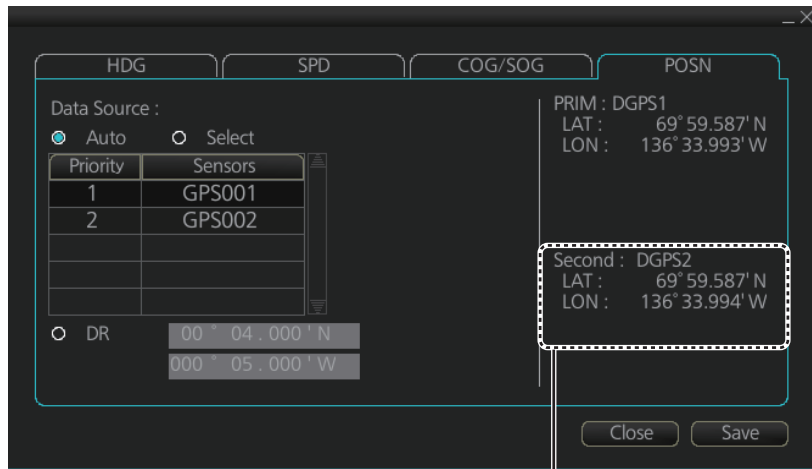 HDG
SPD
COG/SOG
POSN
Data Source :
Auto
Select
Priority Sensors
1 GPS001
2 GPS002
DR
00 ° 04 . 000 ' N
000 ° 05 . 000 ' W
PRIM : DGPS1
LAT : 69° 59.587' N
LON : 136° 33.993' W
Second : DGPS2
LAT : 69° 59.587' N
LON : 136° 33.994' W
Close
Save